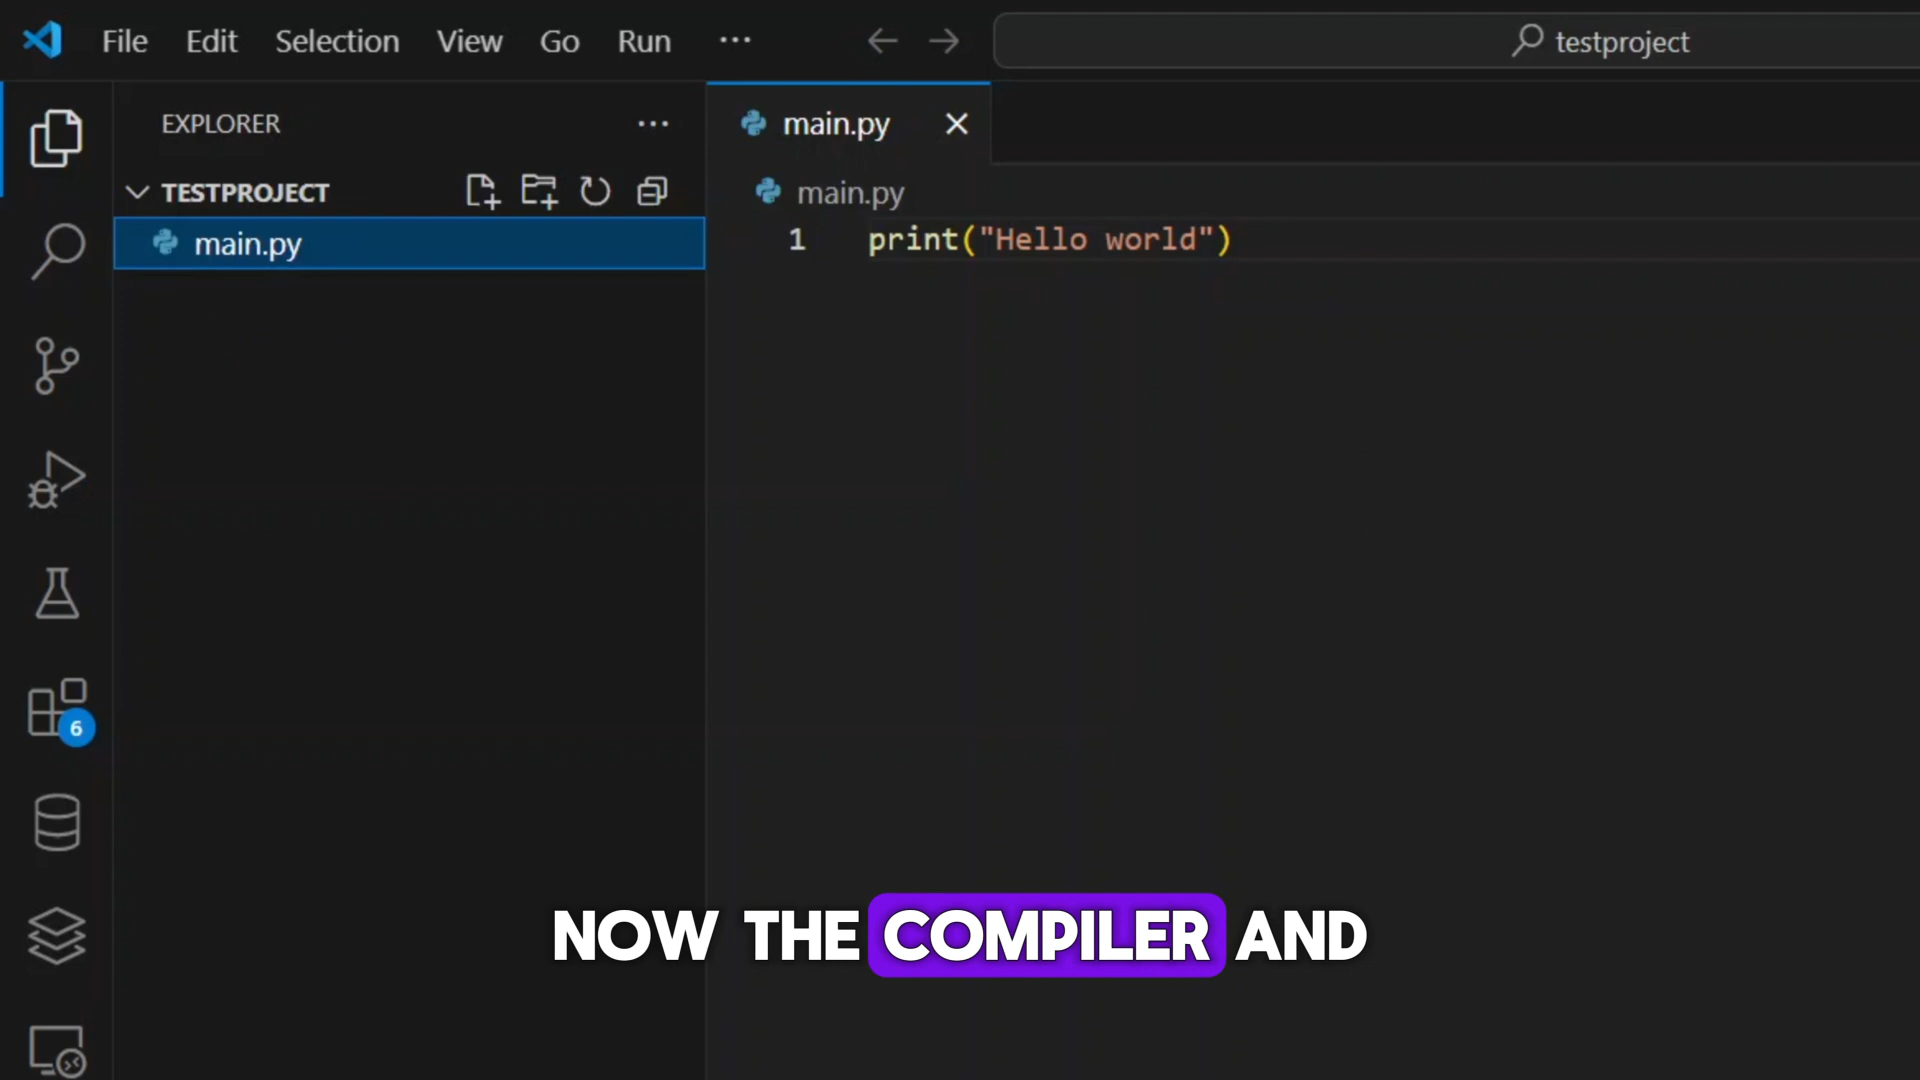 File Edit Selection View Go Run ...
testproject
EXPLORER ...
main.py
TESTPROJECT
main.py
main.py
1 print("Hello world")
6
NOW THE COMPILER AND